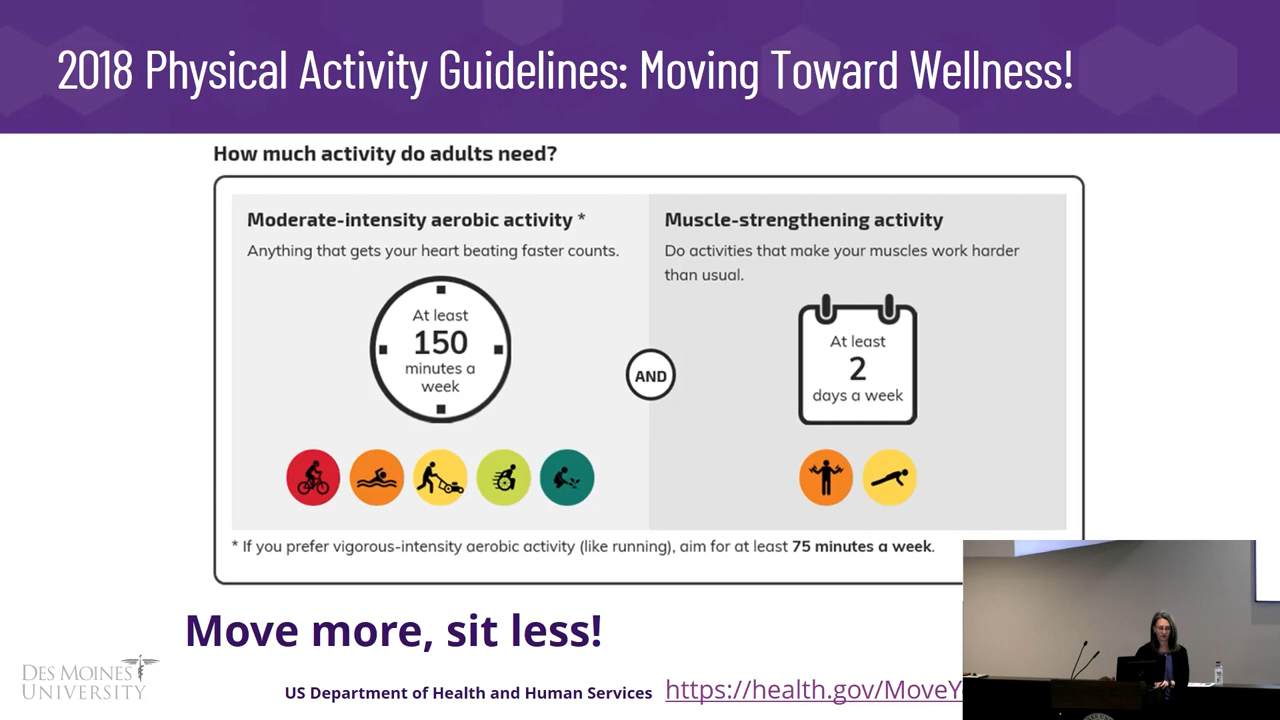 2018 Physical Activity Guidelines: Moving Toward Wellness!
How much activity do adults need?
Moderate-intensity aerobic activity *
Anything that gets your heart beating faster counts.
At least
150
minutes a
week
AND
Muscle-strengthening activity
Do activities that make your muscles work harder
than usual.
At least
2
days a week
* If you prefer vigorous-intensity aerobic activity (like running), aim for at least 75 minutes a week.
Move more, sit less!
DES MOINES
UNIVERSITY
US Department of Health and Human Services https://health.gov/MoveY